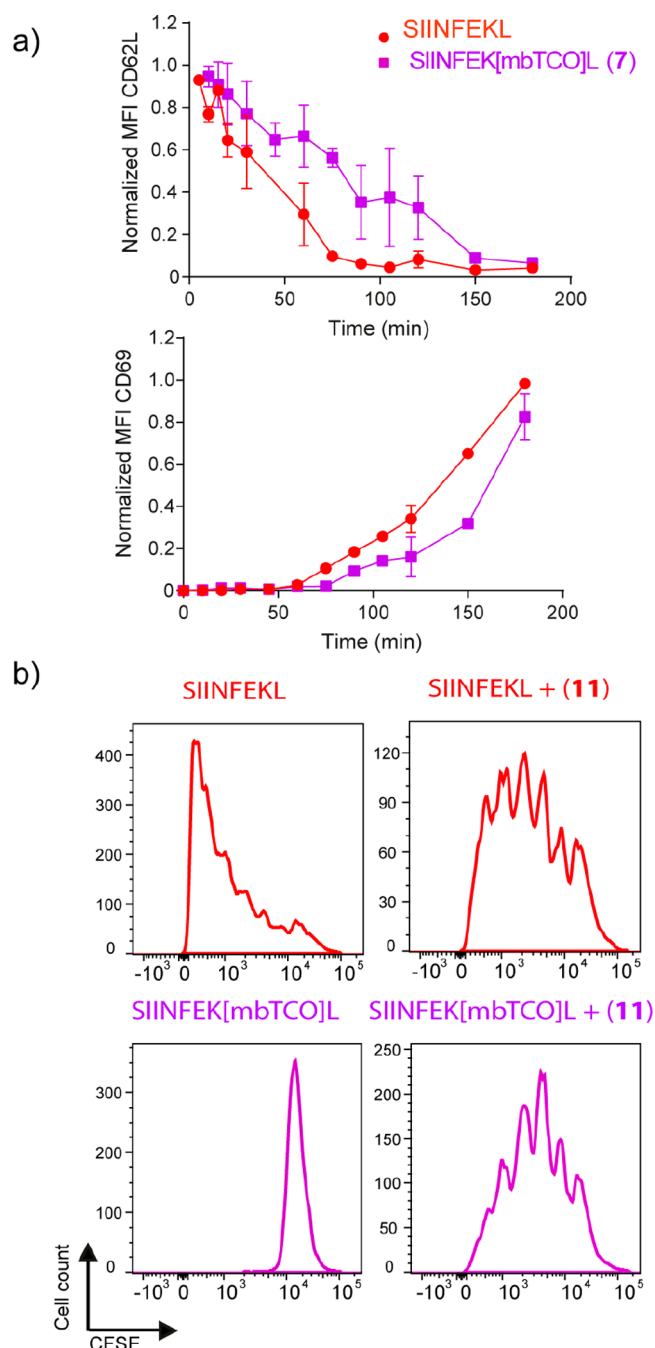 a)
SIINFEKL
SIINFEK[mbTCO]L (7)
Normalized MFI CD62L
1.2
1.0
0.8
0.6
0.4
0.2
0
0 50 100 150 200
Time (min)
Normalized MFI CD69
1.2
1.0
0.8
0.6
0.4
0.2
0
0 50 100 150 200
Time (min)
b)
SIINFEKL
400
300
200
100
0
-10³ 0 10³ 10⁴ 10⁵
SIINFEKL + (11)
120
90
60
30
0
-10³ 0 10³ 10⁴ 10⁵
SIINFEK[mbTCO]L
300
200
100
0
-10³ 0 10³ 10⁴ 10⁵
SIINFEK[mbTCO]L + (11)
250
200
150
100
50
0
-10³ 0 10³ 10⁴ 10⁵
Cell count
CFSE